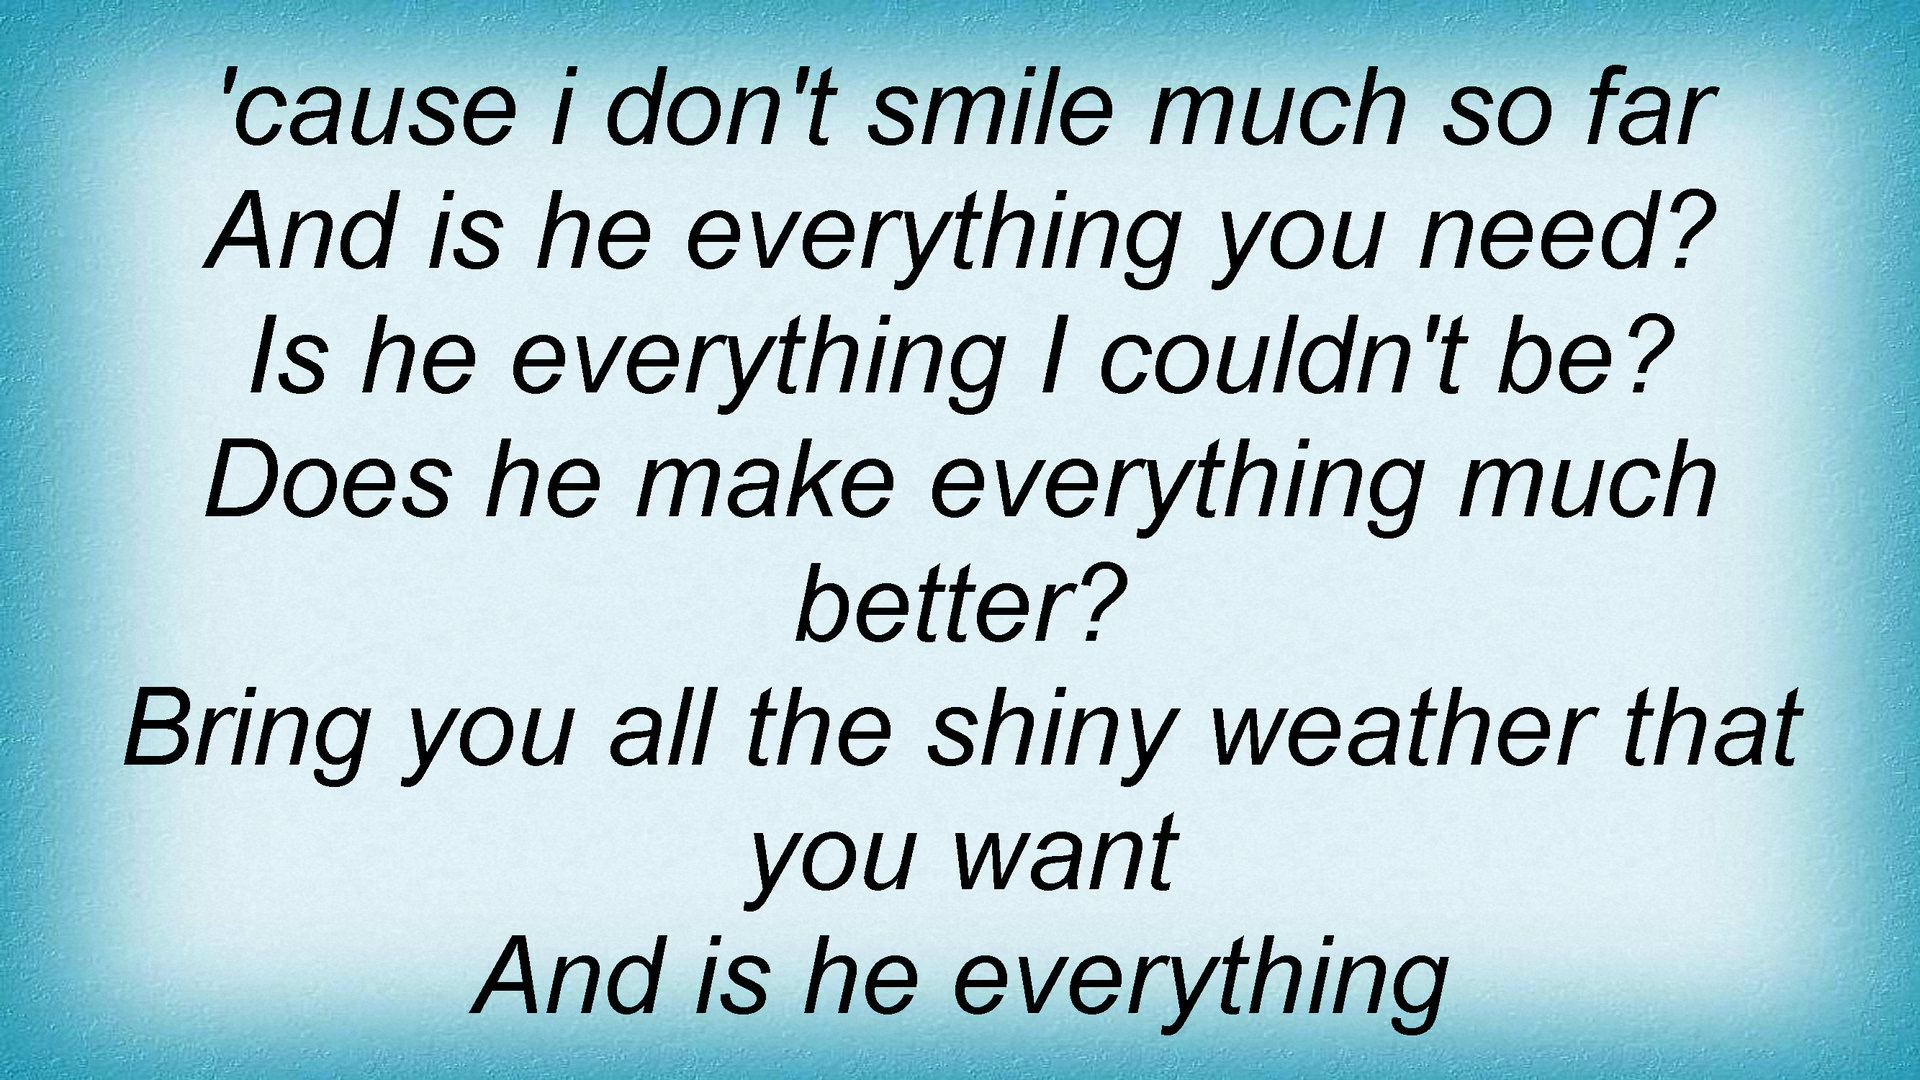 'cause i don't smile much so far
And is he everything you need?
Is he everything I couldn't be?
Does he make everything much
better?
Bring you all the shiny weather that
you want
And is he everything